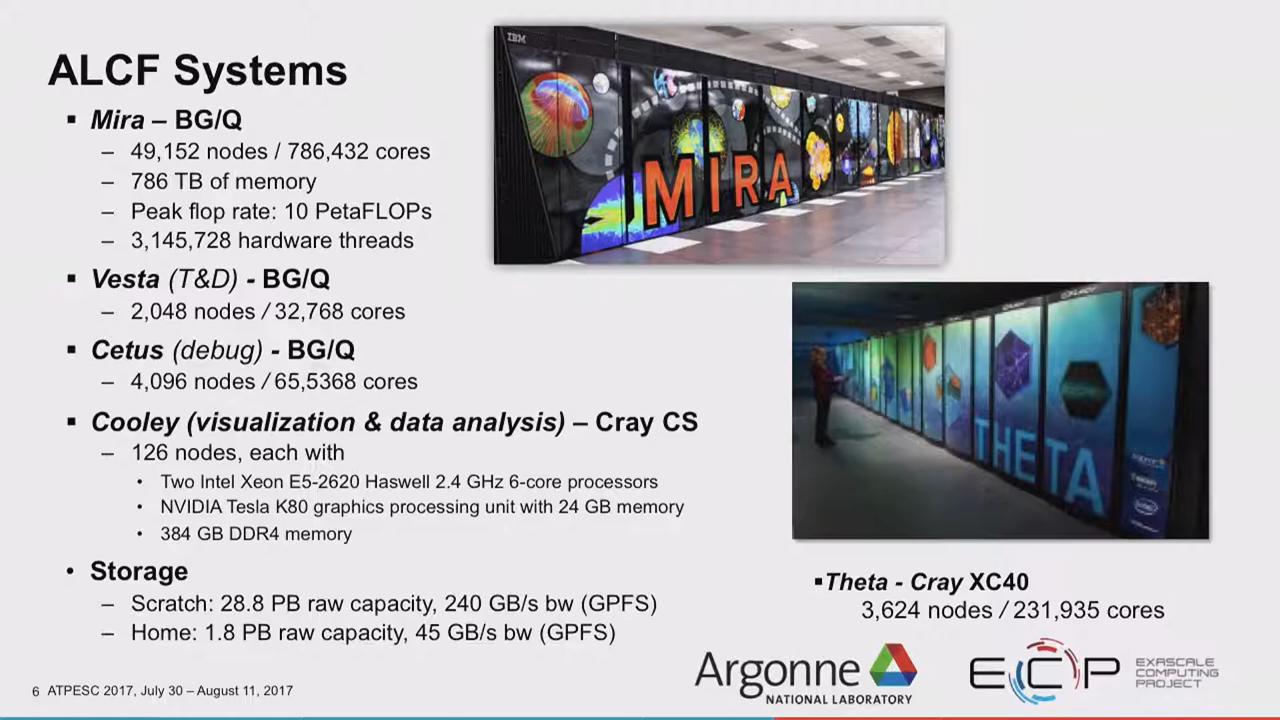 ALCF Systems
▪ Mira – BG/Q
– 49,152 nodes / 786,432 cores
– 786 TB of memory
– Peak flop rate: 10 PetaFLOPs
– 3,145,728 hardware threads
▪ Vesta (T&D) - BG/Q
– 2,048 nodes / 32,768 cores
▪ Cetus (debug) - BG/Q
– 4,096 nodes / 65,5368 cores
▪ Cooley (visualization & data analysis) – Cray CS
– 126 nodes, each with
• Two Intel Xeon E5-2620 Haswell 2.4 GHz 6-core processors
• NVIDIA Tesla K80 graphics processing unit with 24 GB memory
• 384 GB DDR4 memory
• Storage
– Scratch: 28.8 PB raw capacity, 240 GB/s bw (GPFS)
– Home: 1.8 PB raw capacity, 45 GB/s bw (GPFS)
IBM
MIRA
THETA
intel
▪Theta - Cray XC40
3,624 nodes / 231,935 cores
Argonne
NATIONAL LABORATORY
ECP
EXASCALE
COMPUTING
PROJECT
6 ATPESC 2017, July 30 – August 11, 2017